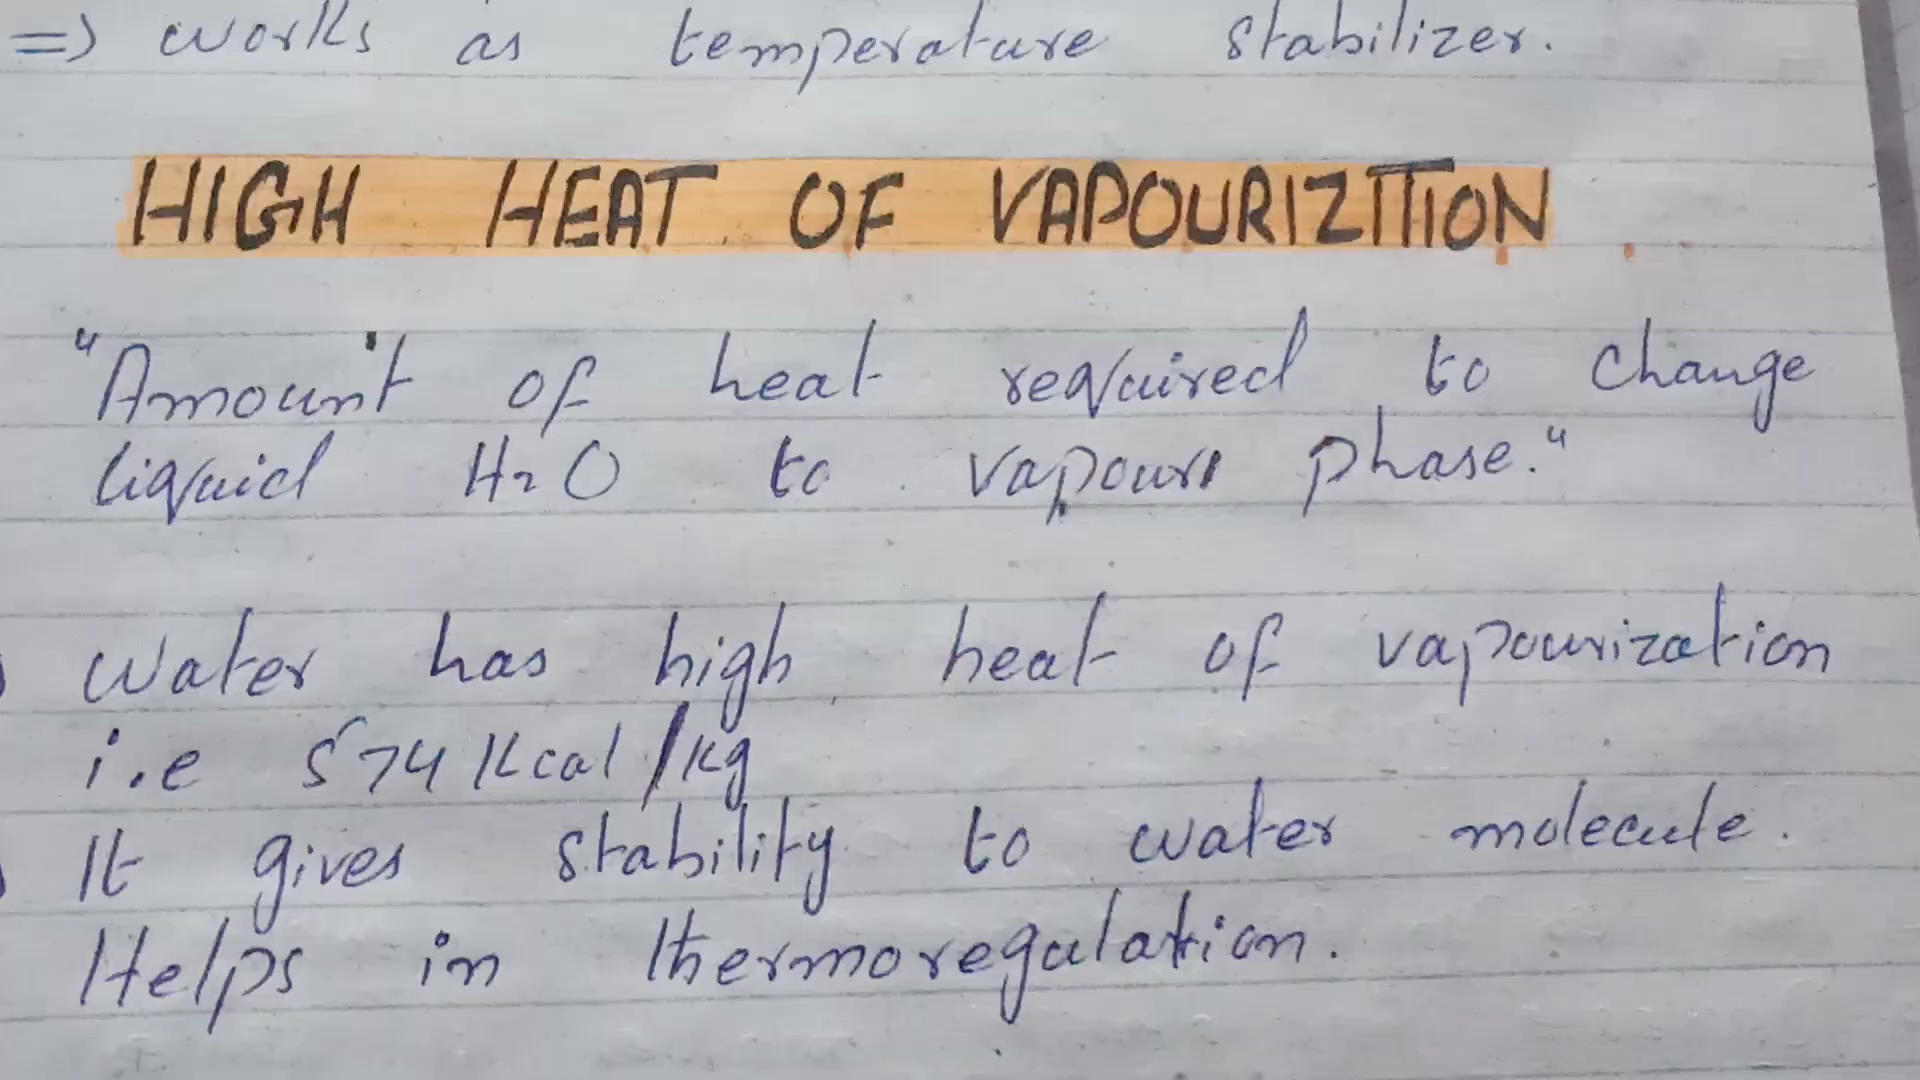 => works as temperature stabilizer.
HIGH HEAT OF VAPOURIZTION
"Amount of heat required to change
liquid H2O to vapour phase."
Water has high heat of vapourization
i.e 574 Kcal/kg
It gives stability to water molecule.
Helps in thermoregulation.